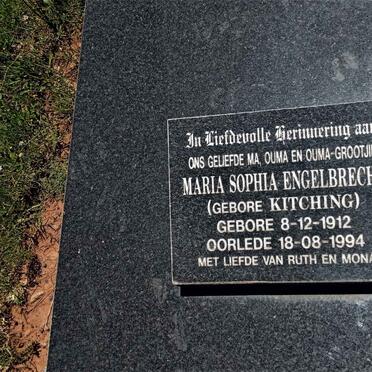 In Liefdevolle Herinnering aan
ONS GELIEFDE MA, OUMA EN OUMA-GROOTJI
MARIA SOPHIA ENGELBRECH
(GEBORE KITCHING)
GEBORE 8-12-1912
OORLEDE 18-08-1994
MET LIEFDE VAN RUTH EN MONA